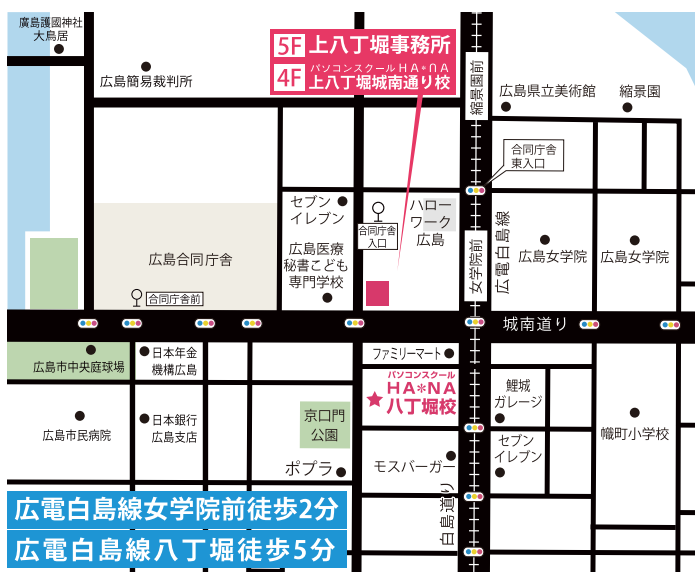 廣島護國神社
大鳥居
広島簡易裁判所
5F 上八丁堀事務所
4F パソコンスクールHA*NA
上八丁堀城南通り校
縮景園前
広島県立美術館
縮景園
合同庁舎
東入口
セブン
イレブン
合同庁舎
入口
ハロー
ワーク
広島
広島合同庁舎
広島医療
秘書こども
専門学校
合同庁舎前
女学院前
広電白島線
広島女学院
広島女学院
城南道り
広島市中央庭球場
日本年金
機構広島
ファミリーマート
パソコンスクール
HA*NA
八丁堀校
鯉城
ガレージ
広島市民病院
日本銀行
広島支店
京口門
公園
セブン
イレブン
幟町小学校
ポプラ
モスバーガー
白島道り
広電白島線女学院前徒歩2分
広電白島線八丁堀徒歩5分